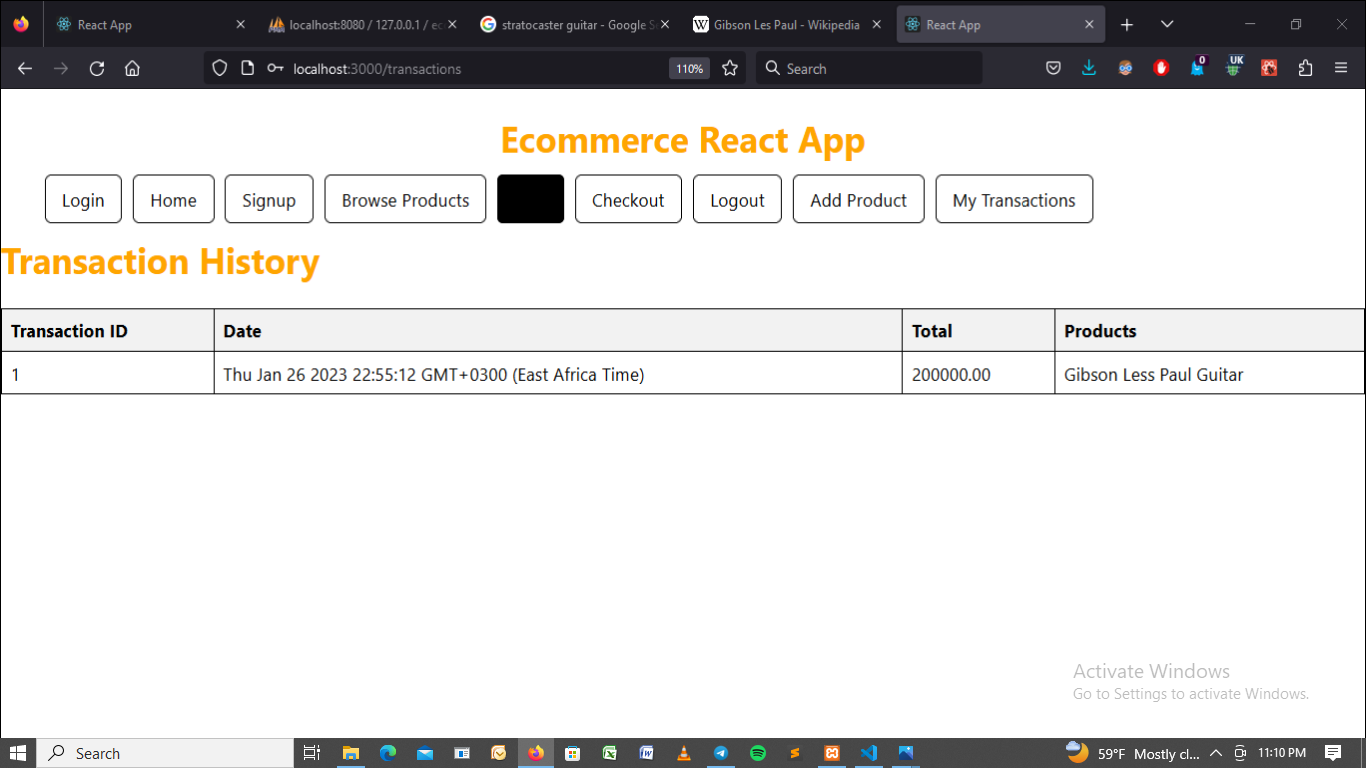 React App
localhost:8080 / 127.0.0.1 / ec
stratocaster guitar - Google S
Gibson Les Paul - Wikipedia
React App
localhost:3000/transactions
110%
Search
0
UK
Ecommerce React App
Login
Home
Signup
Browse Products
Checkout
Logout
Add Product
My Transactions
Transaction History
Transaction ID Date Total Products
1 Thu Jan 26 2023 22:55:12 GMT+0300 (East Africa Time) 200000.00 Gibson Less Paul Guitar
Activate Windows
Go to Settings to activate Windows.
Search
59°F Mostly cl...
11:10 PM